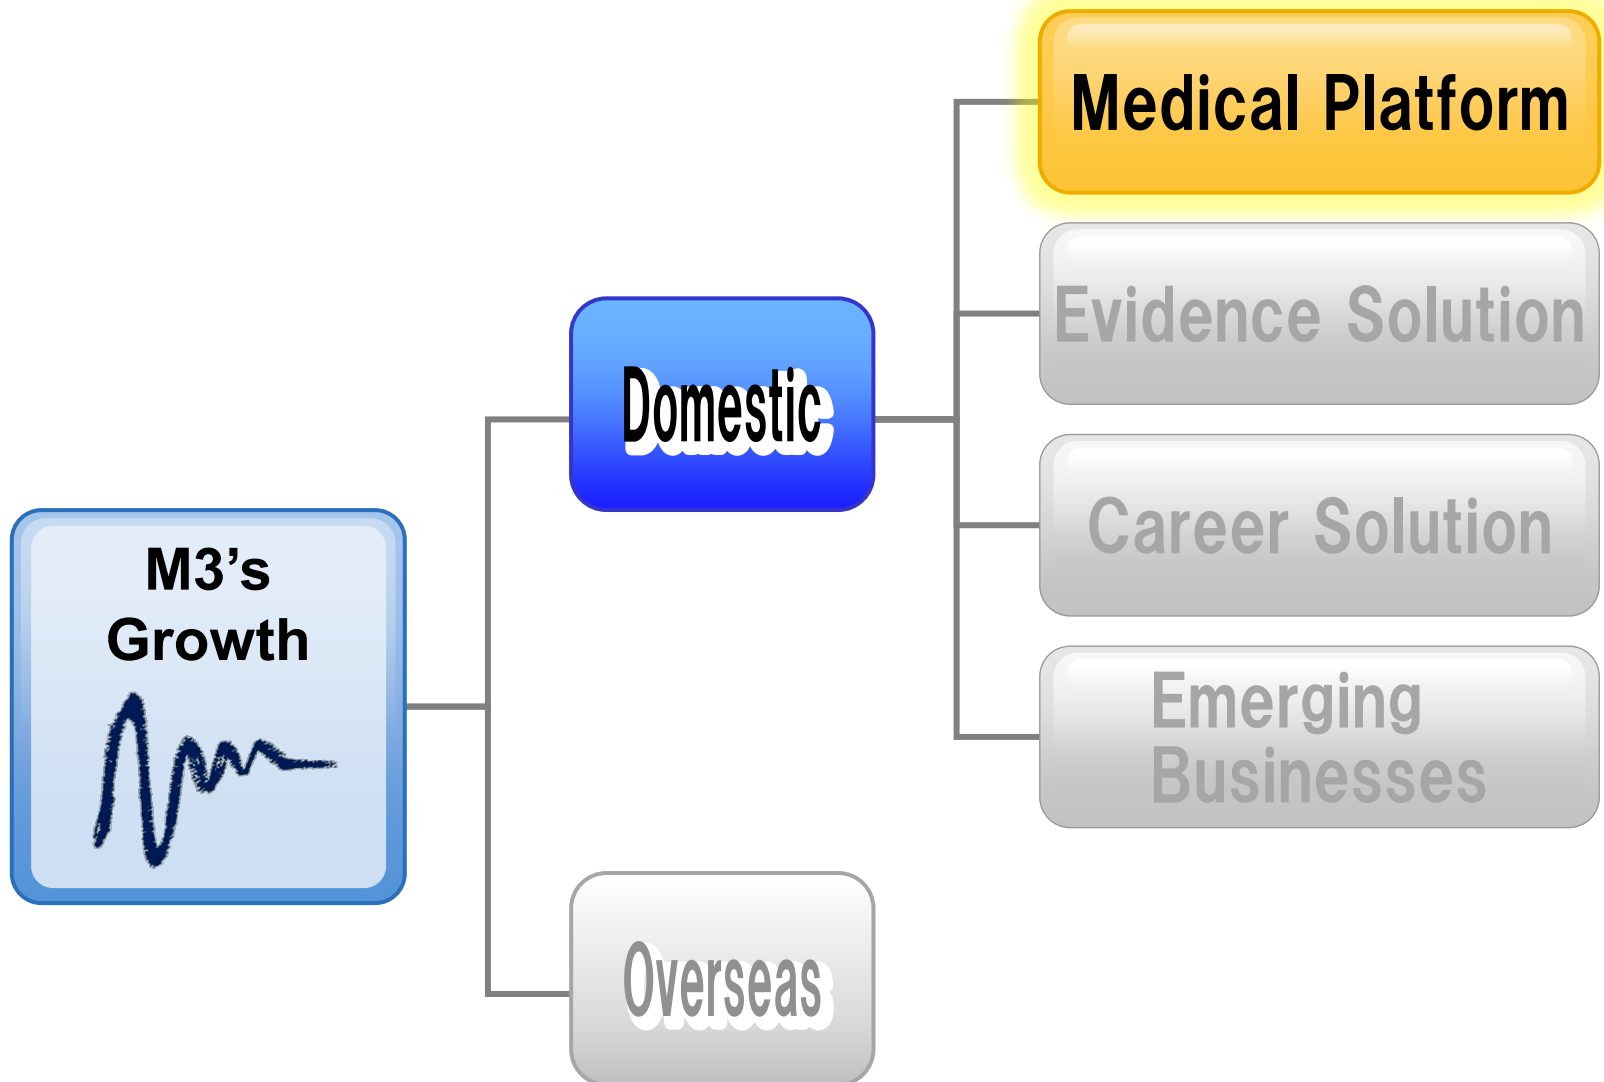 Medical Platform
Evidence Solution
Domestic
Career Solution
M3’s
Growth
Emerging
Businesses
Overseas